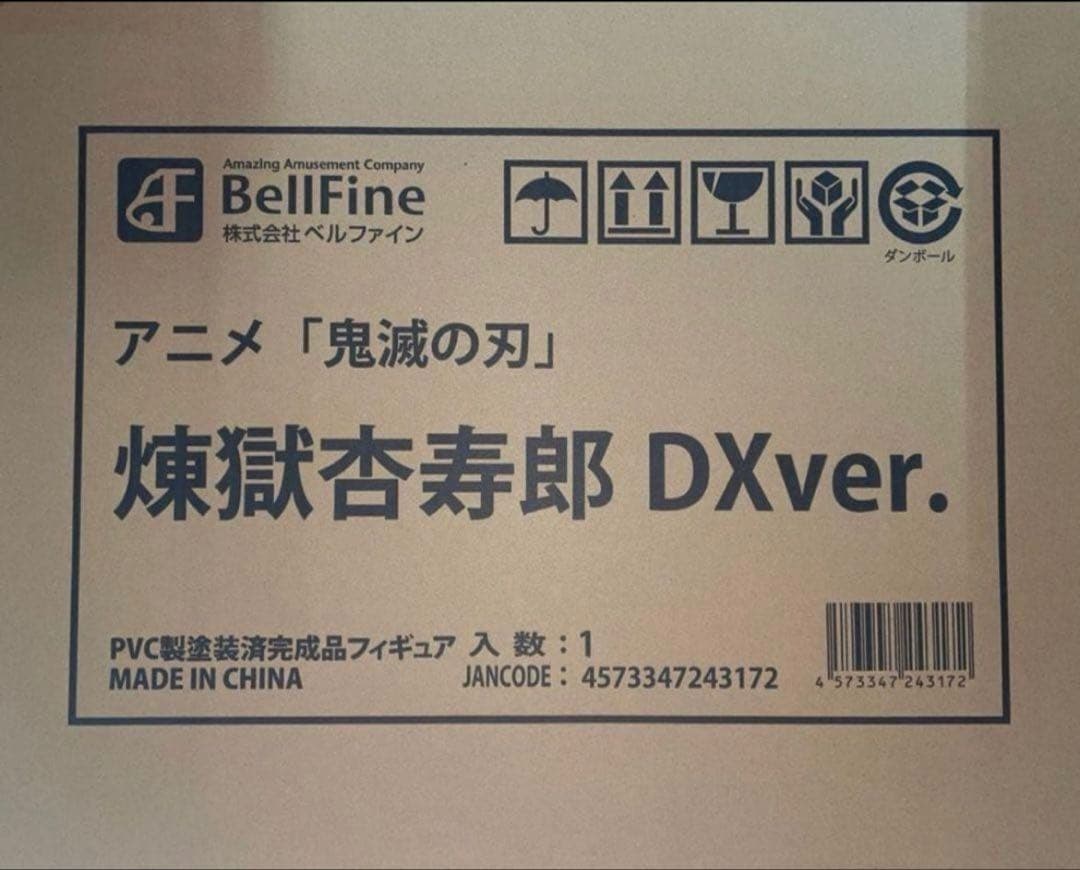 Amazing Amusement Company
BellFine
株式会社ベルファイン
ダンボール
アニメ「鬼滅の刃」
煉獄杏寿郎 DXver.
PVC製塗装済完成品フィギュア 入 数：1
MADE IN CHINA JANCODE： 4573347243172
4 573347 243172